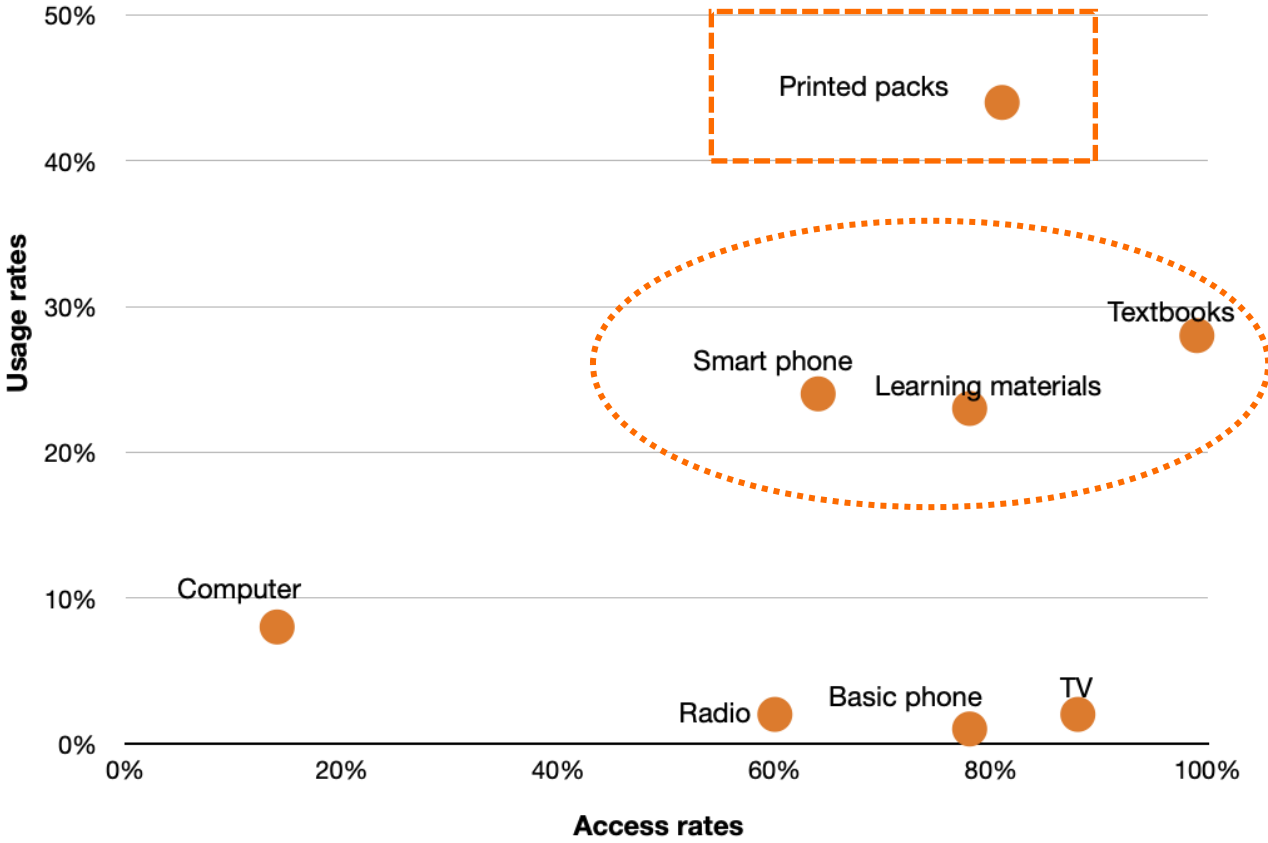 50%
Printed packs
40%
Usage rates
30%
Textbooks
Smart phone
Learning materials
20%
Computer
10%
Basic phone
TV
Radio
0%
0%
20%
40%
60%
80%
100%
Access rates